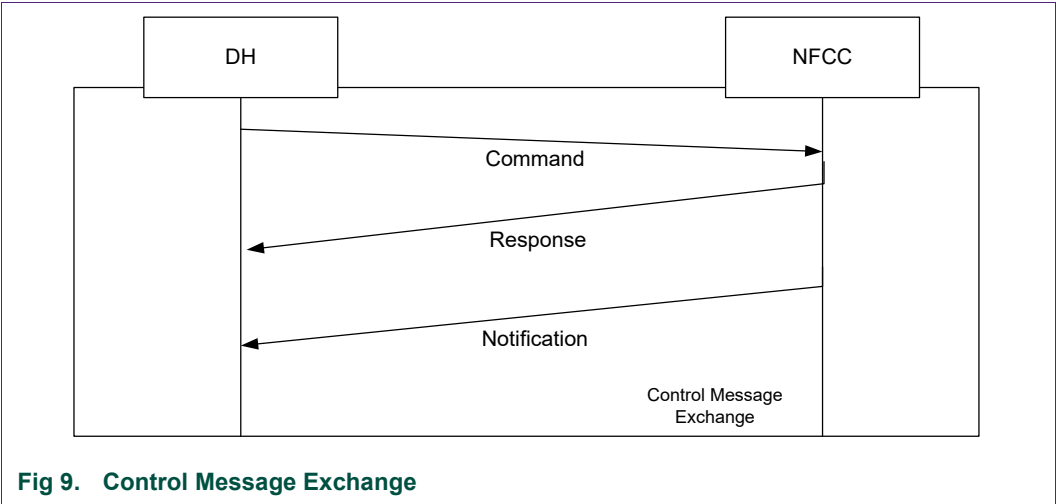 DH
NFCC
Command
Response
Notification
Control Message
Exchange
Fig 9. Control Message Exchange